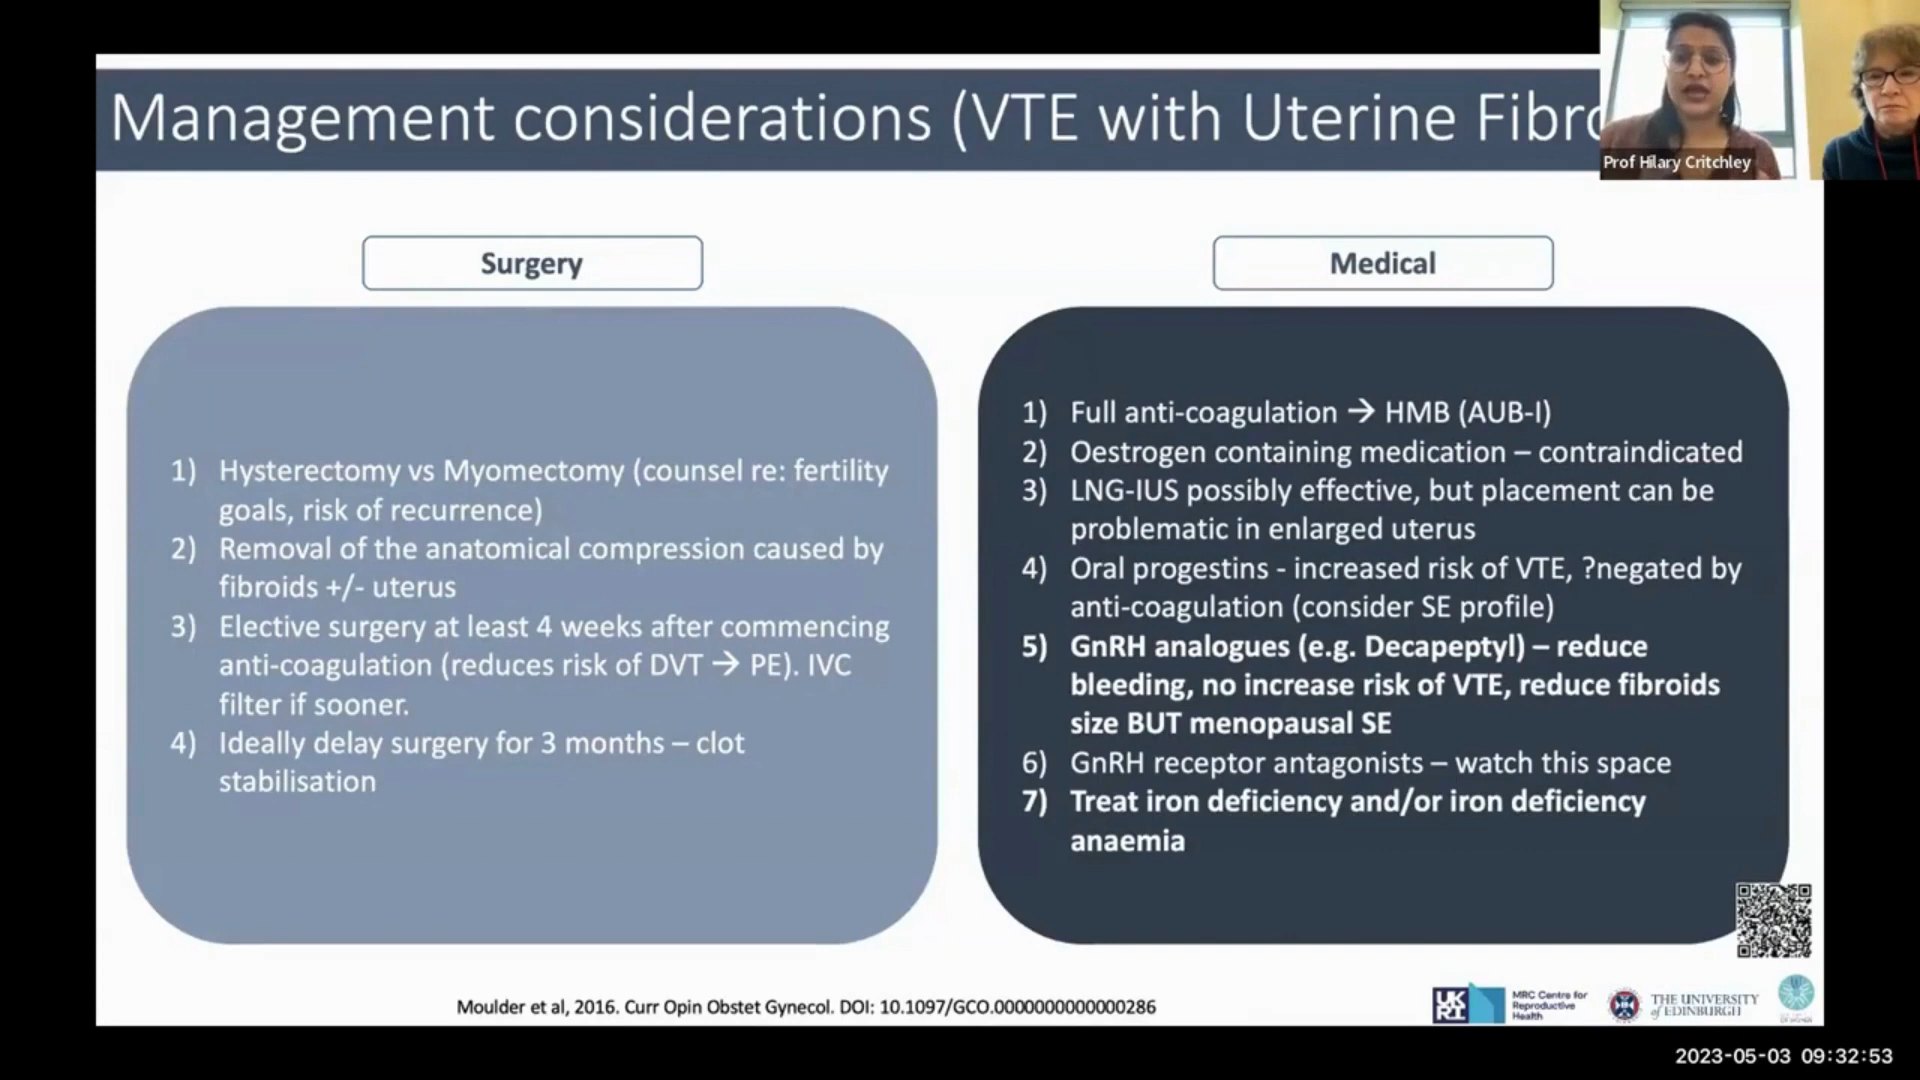 Management considerations (VTE with Uterine Fibro
Prof Hilary Critchley
Surgery
1) Hysterectomy vs Myomectomy (counsel re: fertility
goals, risk of recurrence)
2) Removal of the anatomical compression caused by
fibroids +/- uterus
3) Elective surgery at least 4 weeks after commencing
anti-coagulation (reduces risk of DVT → PE). IVC
filter if sooner.
4) Ideally delay surgery for 3 months – clot
stabilisation
Medical
1) Full anti-coagulation → HMB (AUB-I)
2) Oestrogen containing medication – contraindicated
3) LNG-IUS possibly effective, but placement can be
problematic in enlarged uterus
4) Oral progestins - increased risk of VTE, ?negated by
anti-coagulation (consider SE profile)
5) GnRH analogues (e.g. Decapeptyl) – reduce
bleeding, no increase risk of VTE, reduce fibroids
size BUT menopausal SE
6) GnRH receptor antagonists – watch this space
7) Treat iron deficiency and/or iron deficiency
anaemia
Moulder et al, 2016. Curr Opin Obstet Gynecol. DOI: 10.1097/GCO.0000000000000286
UK
RI
MRC Centre for
Reproductive
Health
THE UNIVERSITY
of EDINBURGH
2023-05-03 09:32:53